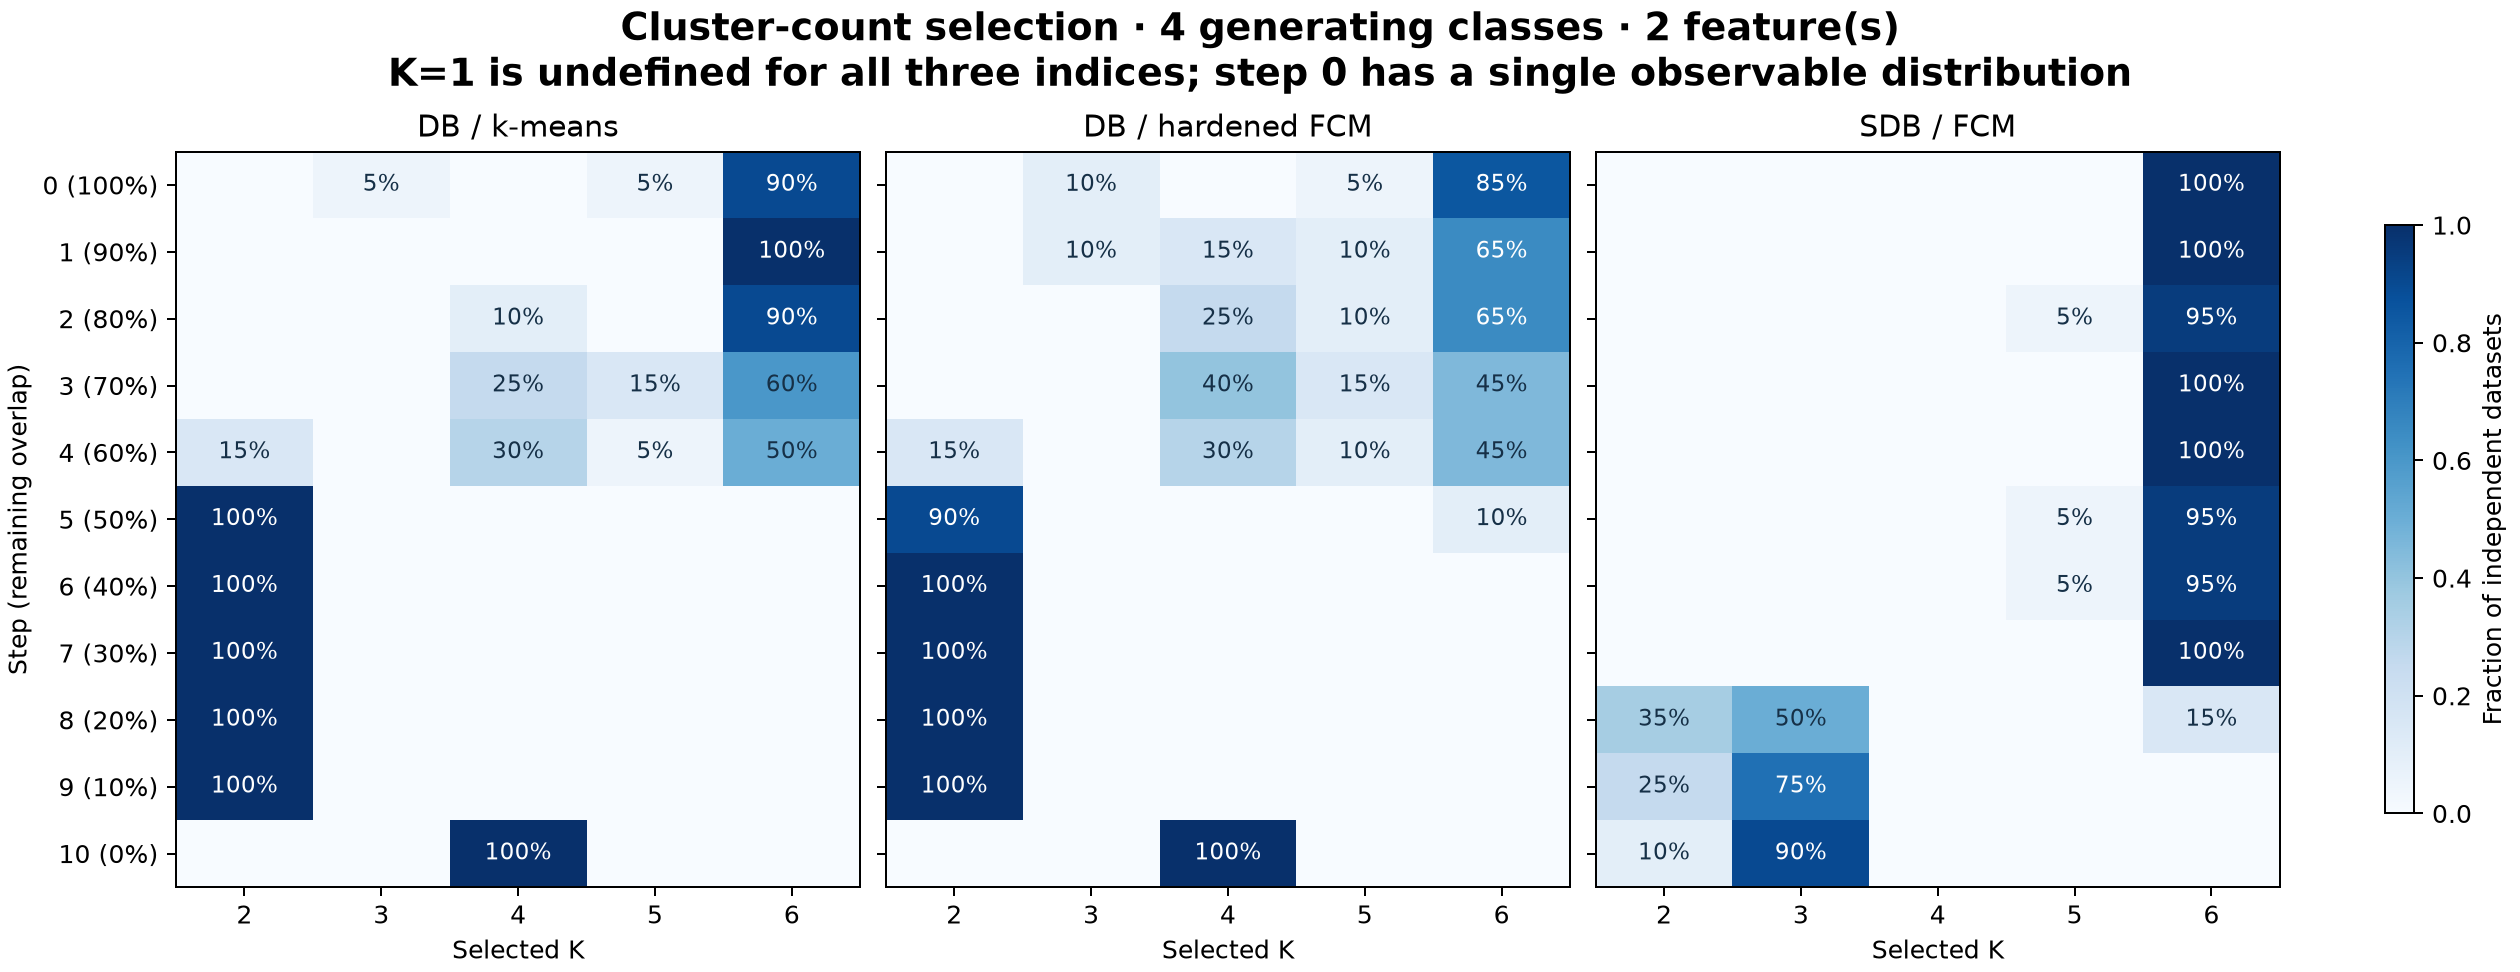 Cluster-count selection · 4 generating classes · 2 feature(s)
K=1 is undefined for all three indices; step 0 has a single observable distribution
DB / k-means
DB / hardened FCM
SDB / FCM
Step (remaining overlap)
0 (100%) 5% 5% 90% 10% 5% 85% 100%
1 (90%) 100% 10% 15% 10% 65% 100%
2 (80%) 10% 90% 25% 10% 65% 5% 95%
3 (70%) 25% 15% 60% 40% 15% 45% 100%
4 (60%) 15% 30% 5% 50% 15% 30% 10% 45% 100%
5 (50%) 100% 90% 10% 5% 95%
6 (40%) 100% 100% 5% 95%
7 (30%) 100% 100% 100%
8 (20%) 100% 100% 35% 50% 15%
9 (10%) 100% 100% 25% 75%
10 (0%) 100% 100% 10% 90%
2 3 4 5 6
2 3 4 5 6
2 3 4 5 6
Selected K
Selected K
Selected K
1.0
0.8
0.6
0.4
0.2
0.0
Fraction of independent datasets